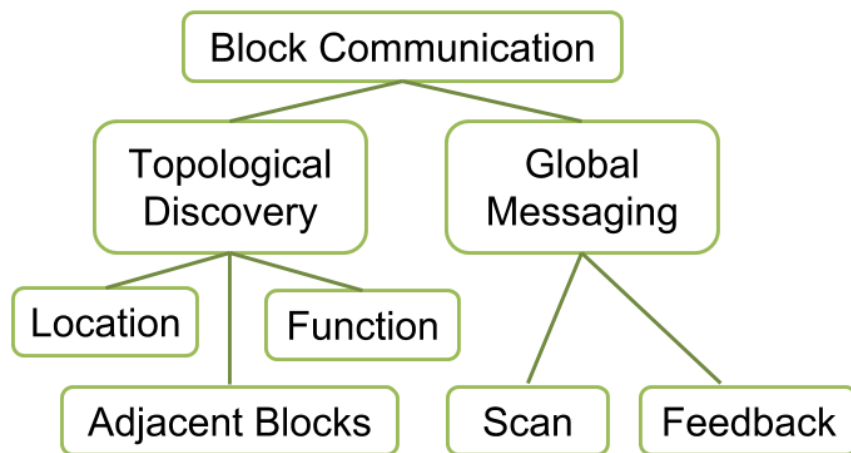 Block Communication
Topological
Discovery
Global
Messaging
Location
Function
Adjacent Blocks
Scan
Feedback